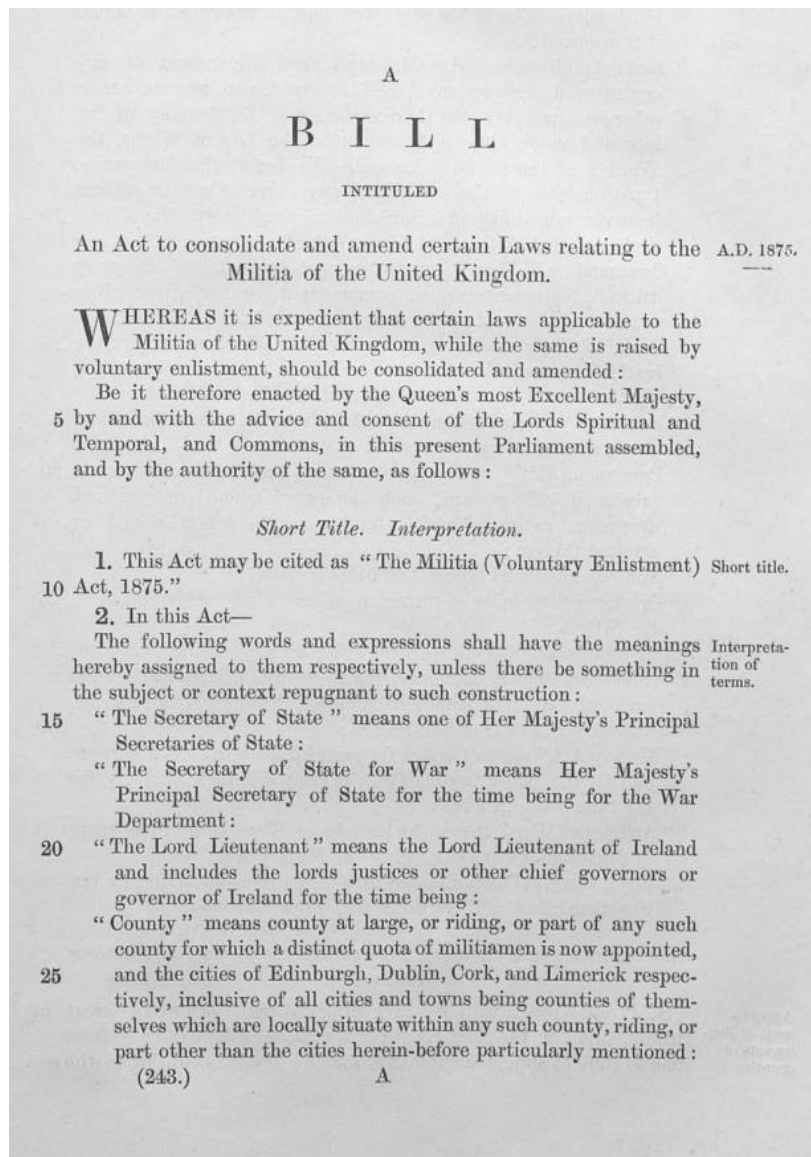 A
BILL
INTITULED
An Act to consolidate and amend certain Laws relating to the A.D. 1875.
Militia of the United Kingdom.
WHEREAS it is expedient that certain laws applicable to the
Militia of the United Kingdom, while the same is raised by
voluntary enlistment, should be consolidated and amended :
Be it therefore enacted by the Queen's most Excellent Majesty,
5 by and with the advice and consent of the Lords Spiritual and
Temporal, and Commons, in this present Parliament assembled,
and by the authority of the same, as follows :
Short Title. Interpretation.
1. This Act may be cited as “ The Militia (Voluntary Enlistment) Short title.
10 Act, 1875.”
2. In this Act—
The following words and expressions shall have the meanings Interpreta-
hereby assigned to them respectively, unless there be something in tion of
the subject or context repugnant to such construction : terms.
15 “ The Secretary of State ” means one of Her Majesty's Principal
Secretaries of State :
“ The Secretary of State for War ” means Her Majesty's
Principal Secretary of State for the time being for the War
Department :
20 “ The Lord Lieutenant ” means the Lord Lieutenant of Ireland
and includes the lords justices or other chief governors or
governor of Ireland for the time being :
“ County ” means county at large, or riding, or part of any such
county for which a distinct quota of militiamen is now appointed,
25 and the cities of Edinburgh, Dublin, Cork, and Limerick respec-
tively, inclusive of all cities and towns being counties of them-
selves which are locally situate within any such county, riding, or
part other than the cities herein-before particularly mentioned :
(243.) A